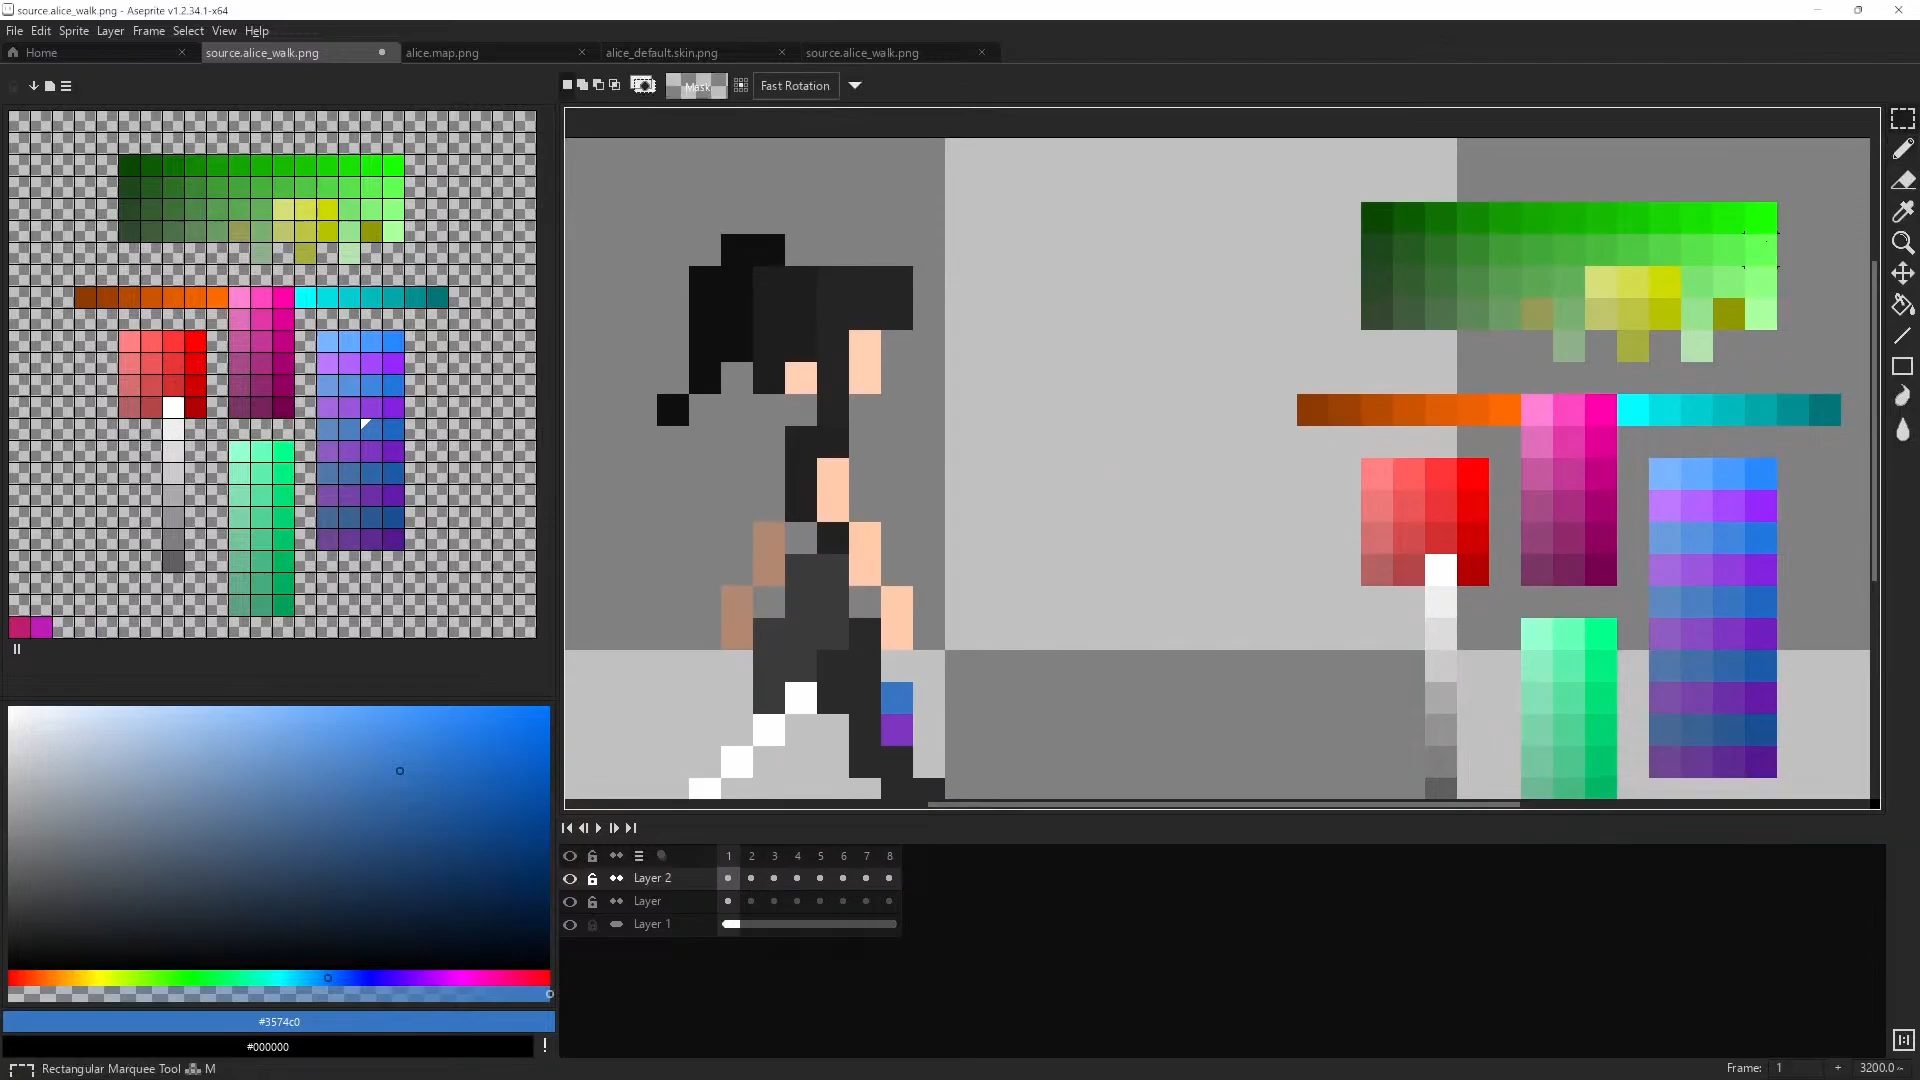 source.alice_walk.png - Aseprite v1.2.34.1-x64
File Edit Sprite Layer Frame Select View Help
Home
source.alice_walk.png
alice.map.png
alice_default.skin.png
source.alice_walk.png
Mask
Fast Rotation
1 2 3 4 5 6 7 8
Layer 2
Layer
Layer 1
#3574c0
#000000
!
Rectangular Marquee Tool M
Frame: 1 + 3200.0